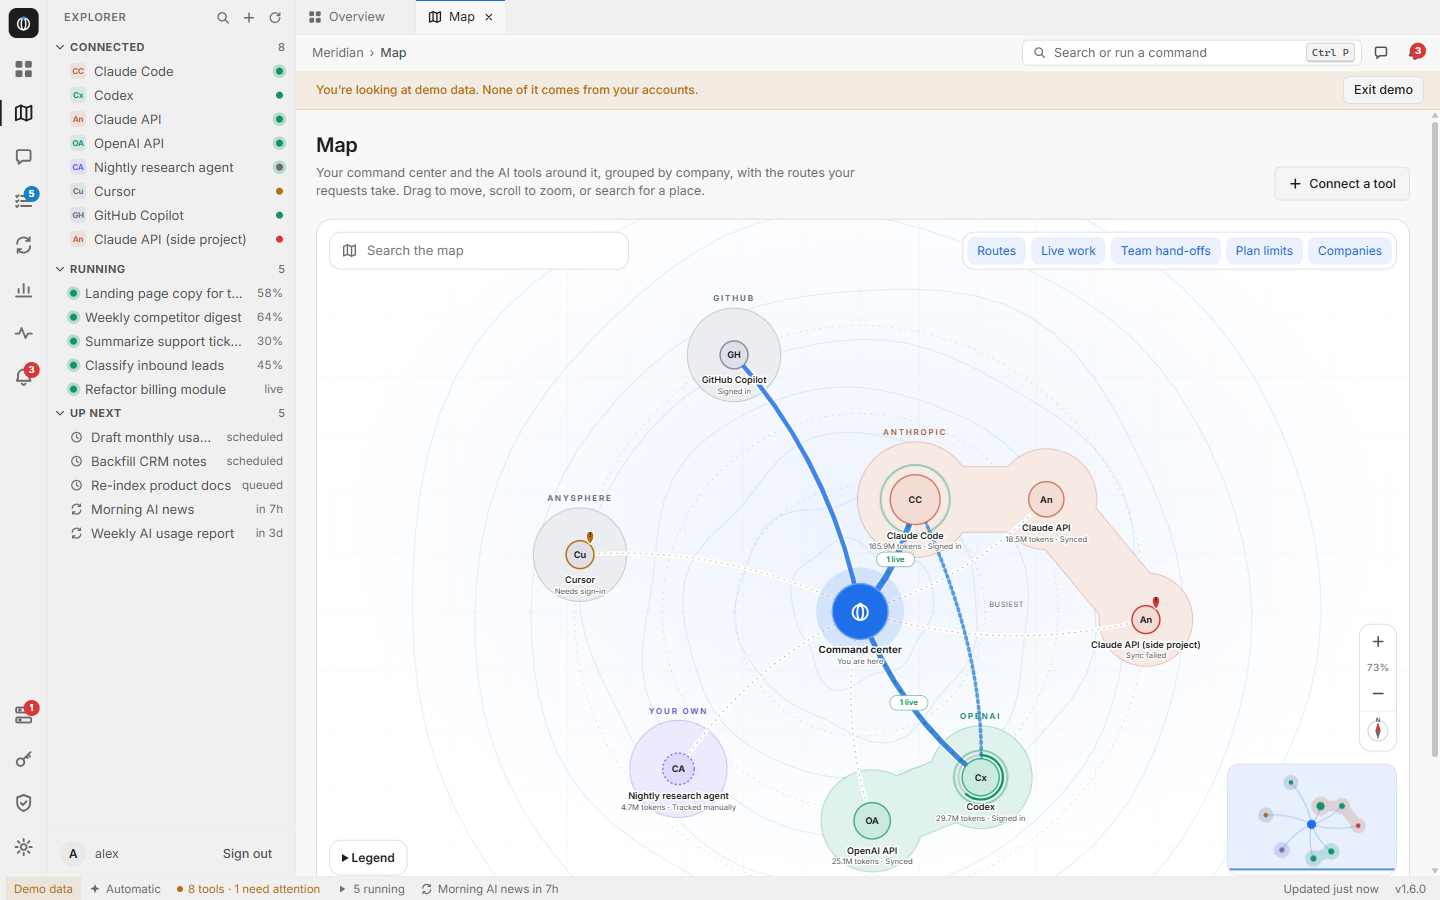 EXPLORER
CONNECTED 8
CC Claude Code
Cx Codex
An Claude API
OA OpenAI API
CA Nightly research agent
Cu Cursor
GH GitHub Copilot
An Claude API (side project)
RUNNING 5
Landing page copy for t... 58%
Weekly competitor digest 64%
Summarize support tick... 30%
Classify inbound leads 45%
Refactor billing module live
UP NEXT 5
Draft monthly usa... scheduled
Backfill CRM notes scheduled
Re-index product docs queued
Morning AI news in 7h
Weekly AI usage report in 3d
5
3
1
A alex Sign out
Overview
Map
Meridian › Map
Search or run a command Ctrl P
3
You're looking at demo data. None of it comes from your accounts.
Exit demo
Map
Your command center and the AI tools around it, grouped by company, with the routes your
requests take. Drag to move, scroll to zoom, or search for a place.
Connect a tool
Search the map
Routes Live work Team hand-offs Plan limits Companies
GITHUB
GH
GitHub Copilot
Signed in
ANTHROPIC
CC
Claude Code
165.9M tokens · Signed in
An
Claude API
18.5M tokens · Synced
1 live
ANYSPHERE
Cu
Cursor
Needs sign-in
BUSIEST
An
Claude API (side project)
Sync failed
Command center
You are here
1 live
YOUR OWN
CA
Nightly research agent
4.7M tokens · Tracked manually
OPENAI
Cx
Codex
29.7M tokens · Signed in
OA
OpenAI API
25.1M tokens · Synced
73%
N
Legend
Demo data Automatic 8 tools · 1 need attention 5 running Morning AI news in 7h Updated just now v1.6.0